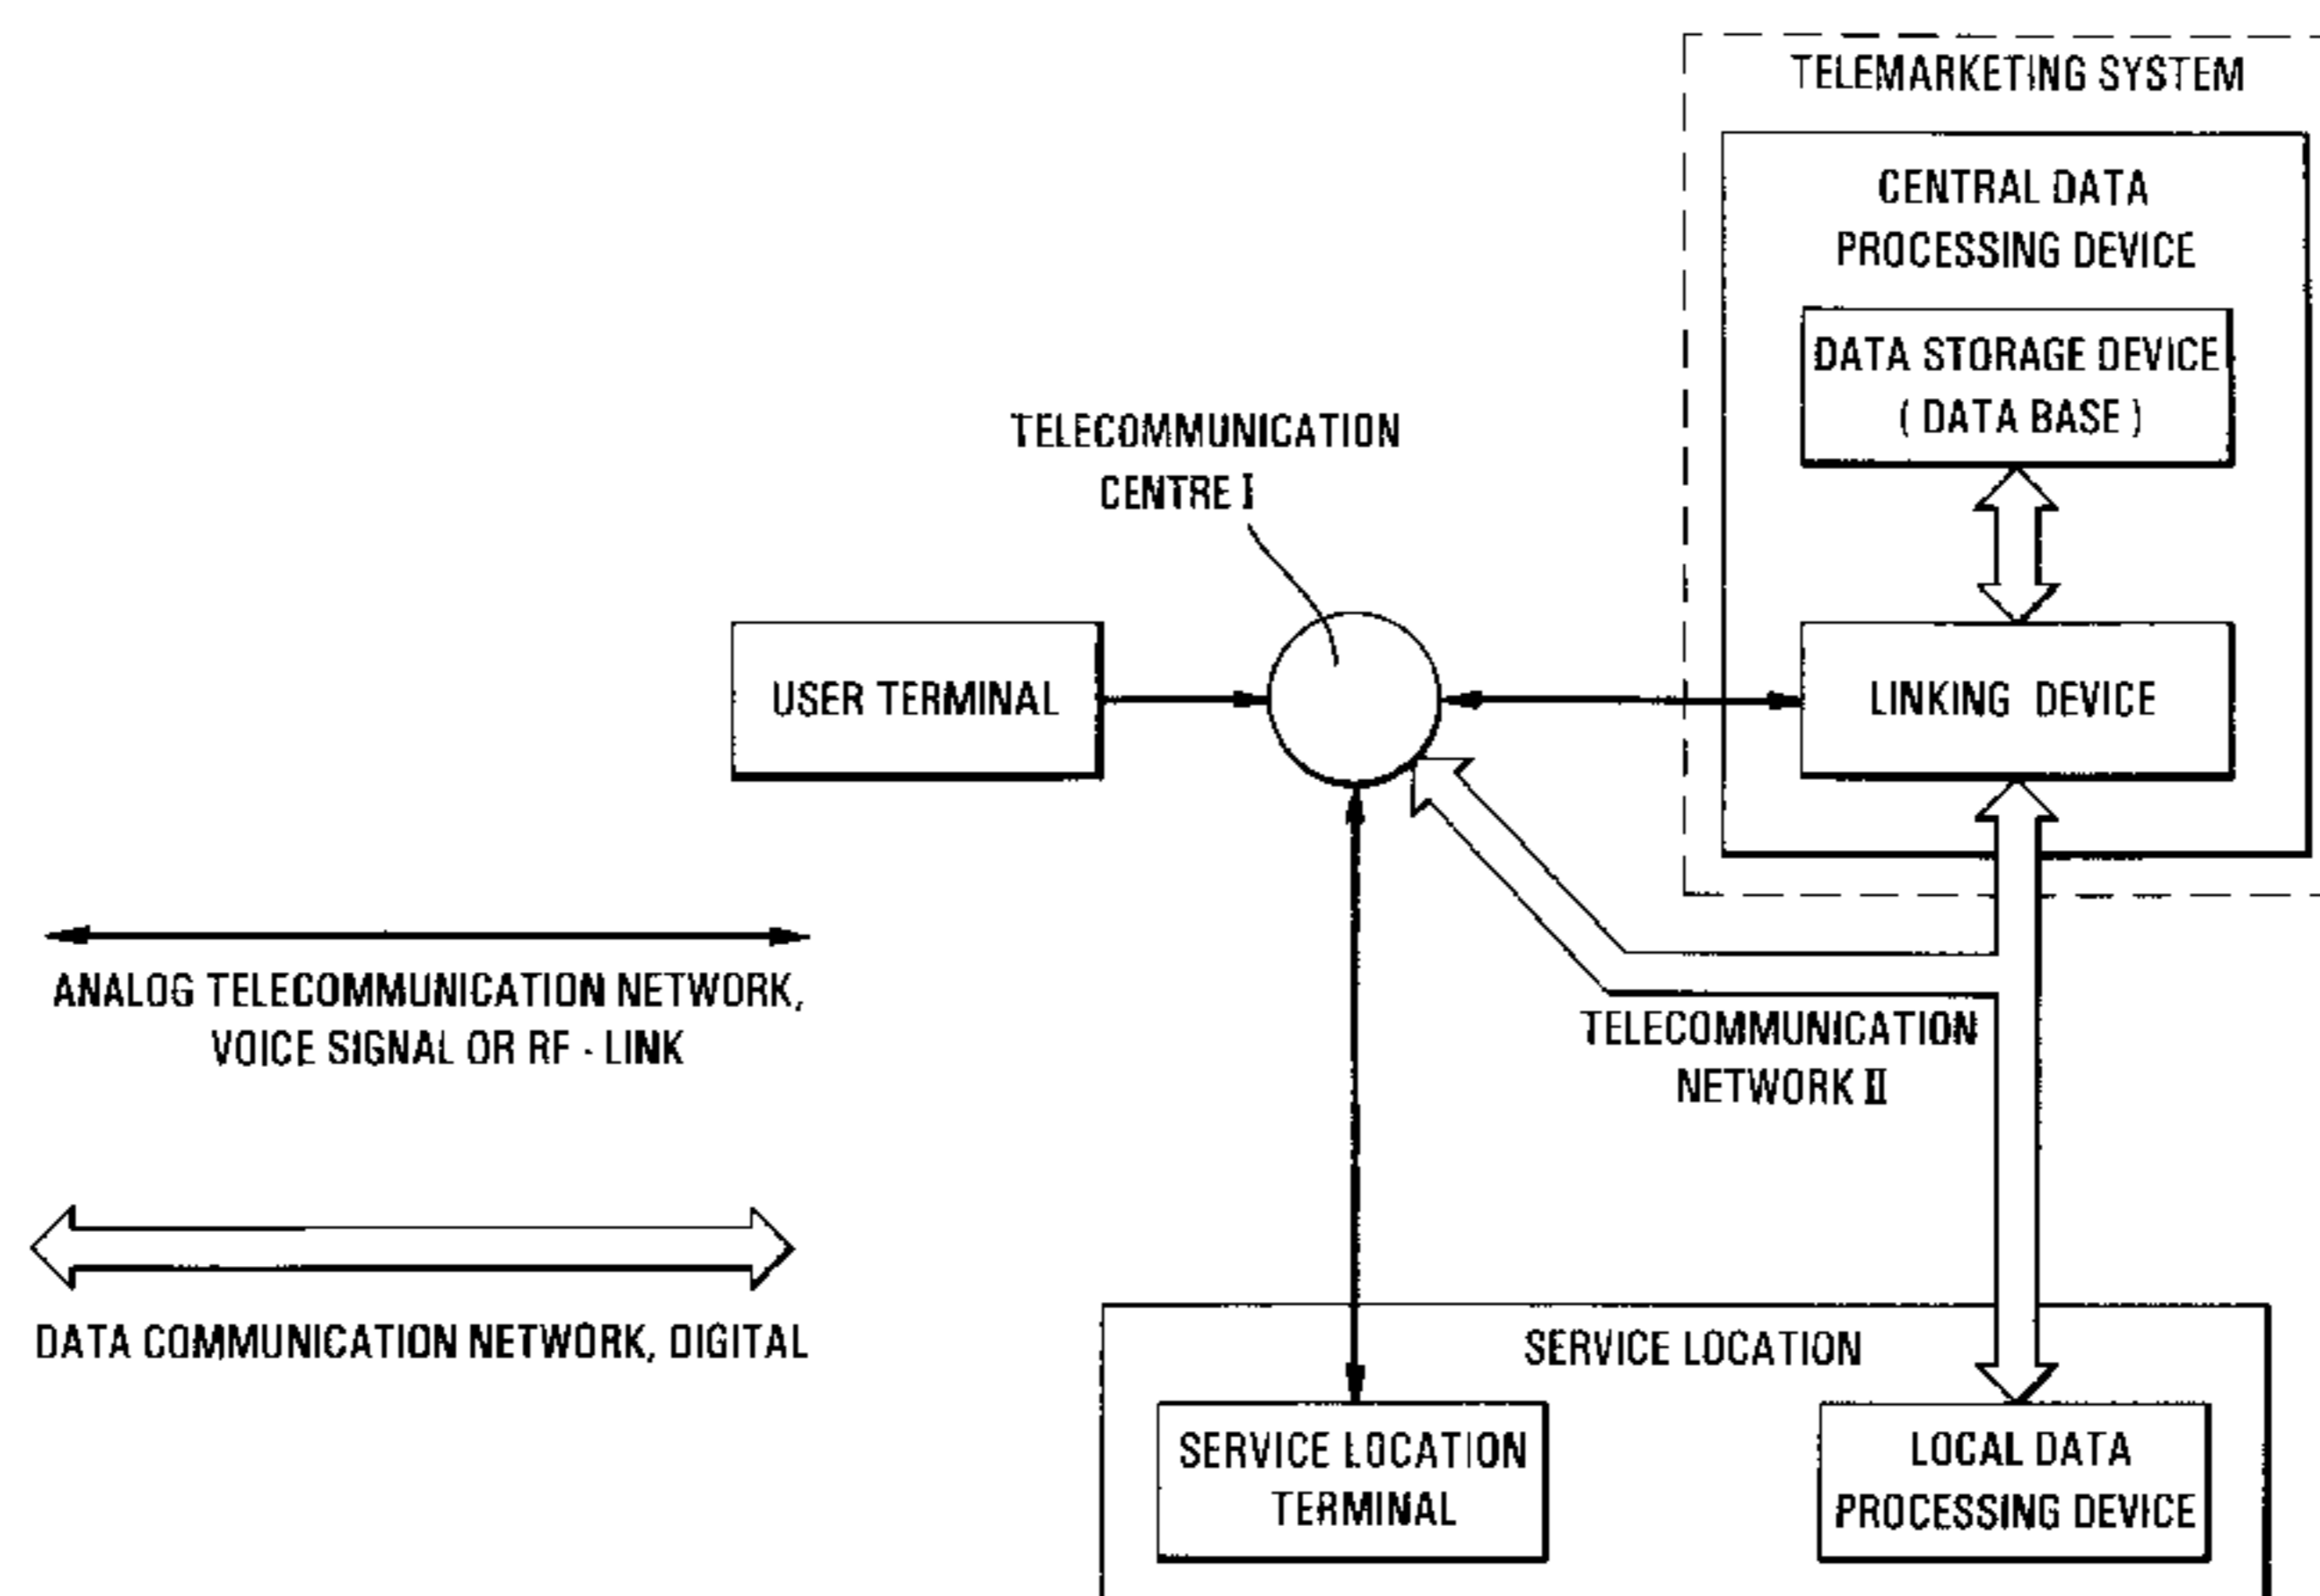 TELEMARKETING SYSTEM
CENTRAL DATA
PROCESSING DEVICE
DATA STORAGE DEVICE
( DATA BASE )
TELECOMMUNICATION
CENTRE I
USER TERMINAL
LINKING DEVICE
ANALOG TELECOMMUNICATION NETWORK,
VOICE SIGNAL OR RF - LINK
TELECOMMUNICATION
NETWORK II
DATA COMMUNICATION NETWORK, DIGITAL
SERVICE LOCATION
SERVICE LOCATION
TERMINAL
LOCAL DATA
PROCESSING DEVICE